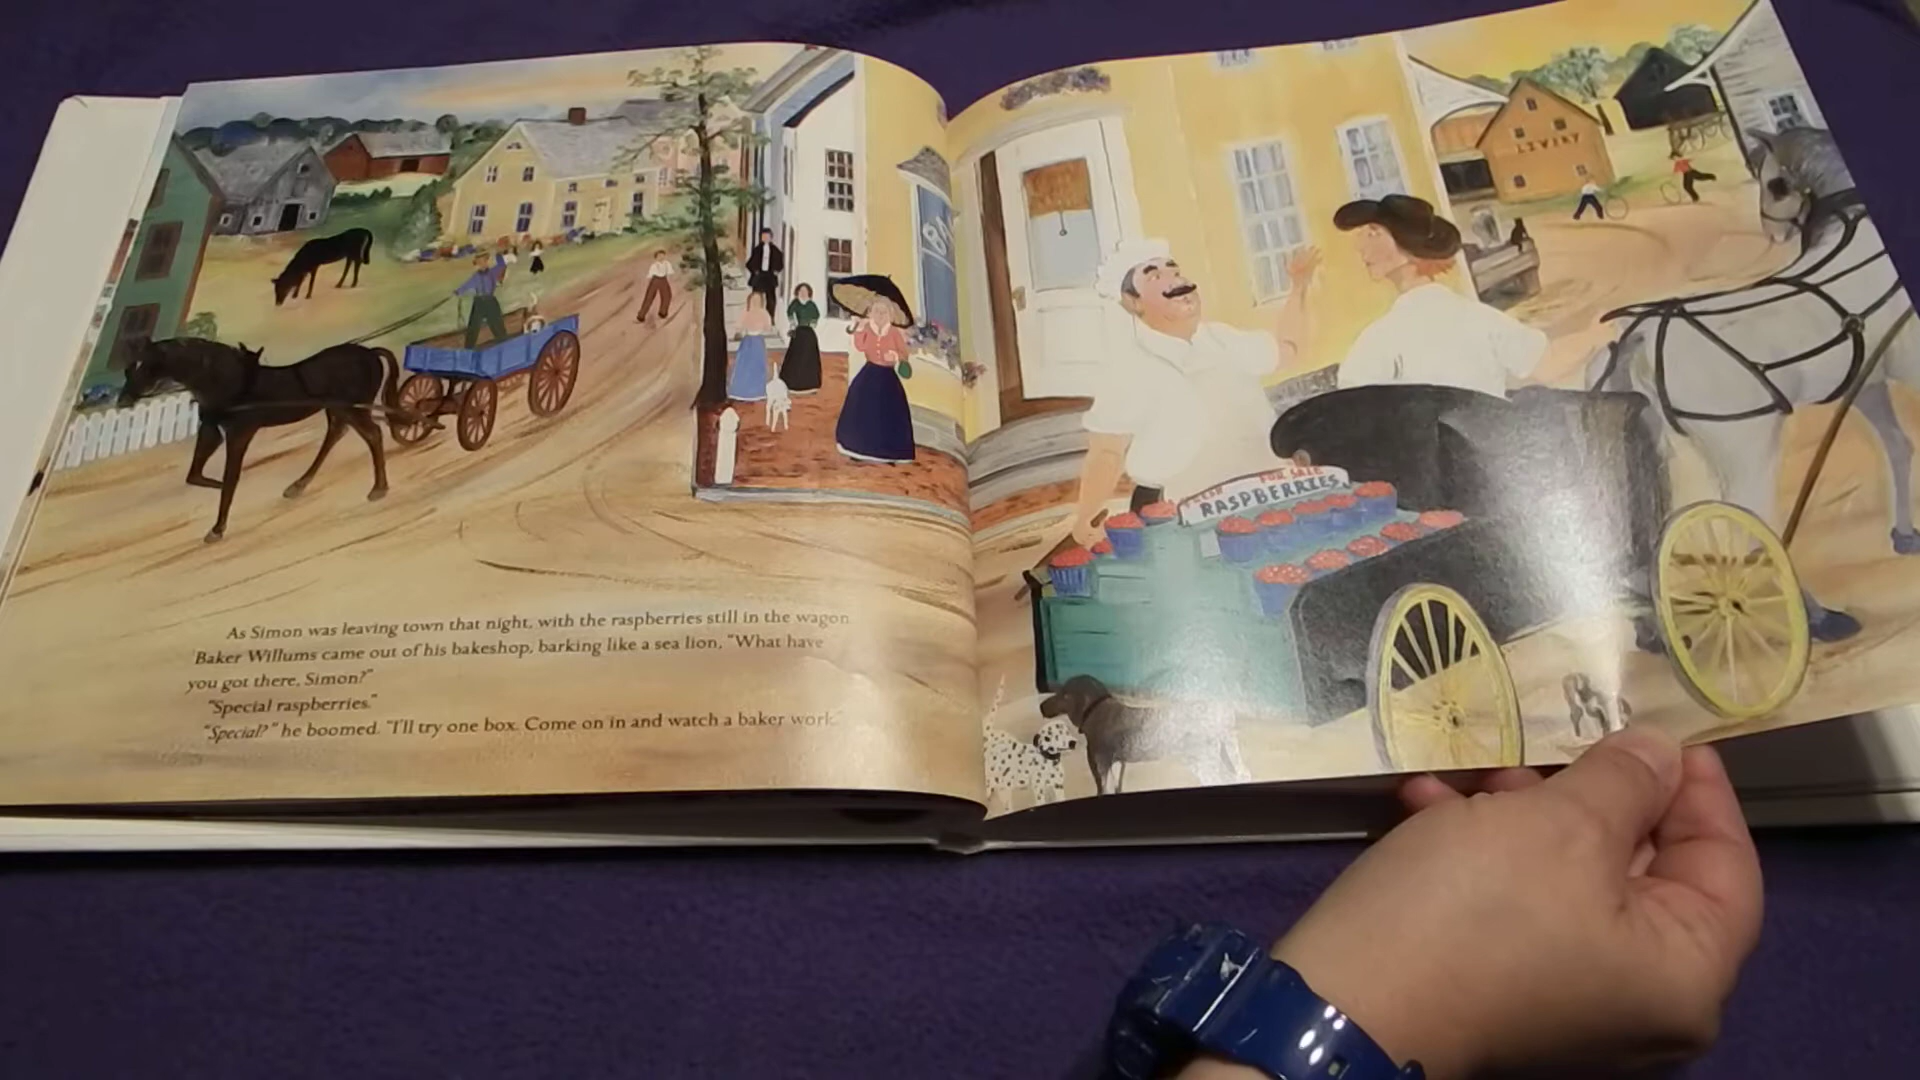 As Simon was leaving town that night, with the raspberries still in the wagon
Baker Willums came out of his bakeshop, barking like a sea lion, "What have
you got there, Simon?"
"Special raspberries."
"Special?" he boomed. "I'll try one box. Come on in and watch a baker work."
FOR SALE
RASPBERRIES
LIVERY